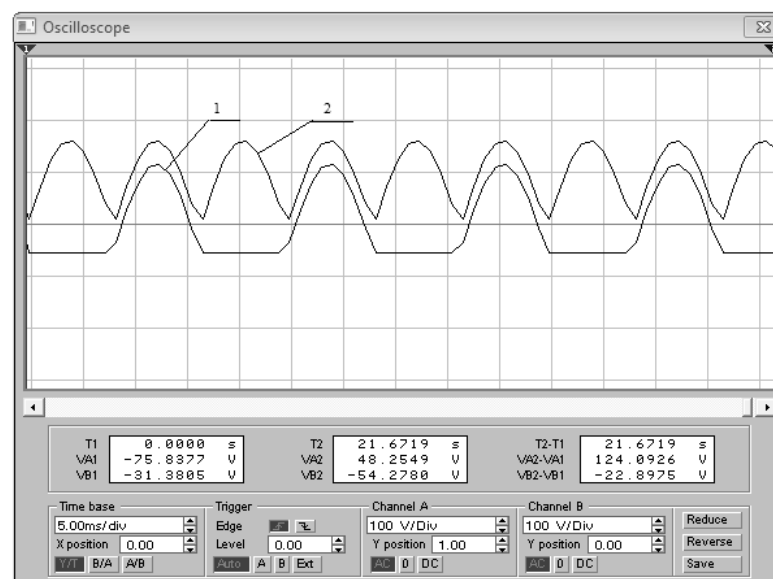 Oscilloscope
1
1 2
T1 0.0000 s T2 21.6719 s T2-T1 21.6719 s
VA1 -75.8377 V VA2 48.2549 V VA2-VA1 124.0926 V
VB1 -31.3805 V VB2 -54.2780 V VB2-VB1 -22.8975 V
Time base Trigger Channel A Channel B
5.00ms/div Edge 100 V/Div 100 V/Div Reduce
X position 0.00 Level 0.00 Y position 1.00 Y position 0.00 Reverse
Y/T B/A A/B Auto A B Ext AC 0 DC AC 0 DC Save